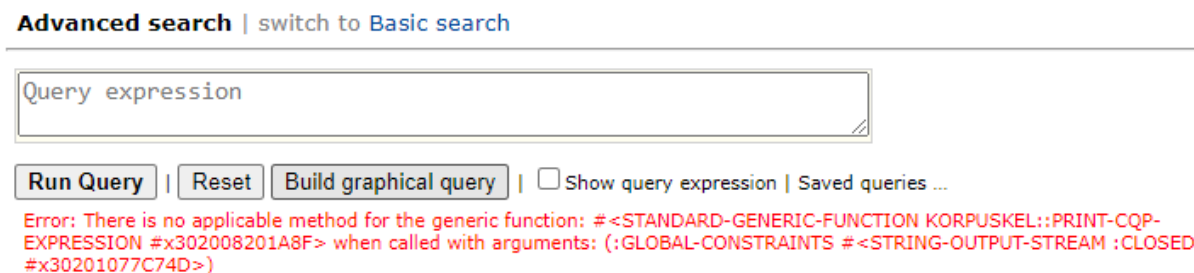 Advanced search | switch to Basic search
Query expression
Run Query | Reset Build graphical query | Show query expression | Saved queries ...
Error: There is no applicable method for the generic function: #<STANDARD-GENERIC-FUNCTION KORPUSKEL::PRINT-CQP-
EXPRESSION #x302008201A8F> when called with arguments: (:GLOBAL-CONSTRAINTS #<STRING-OUTPUT-STREAM :CLOSED
#x30201077C74D>)